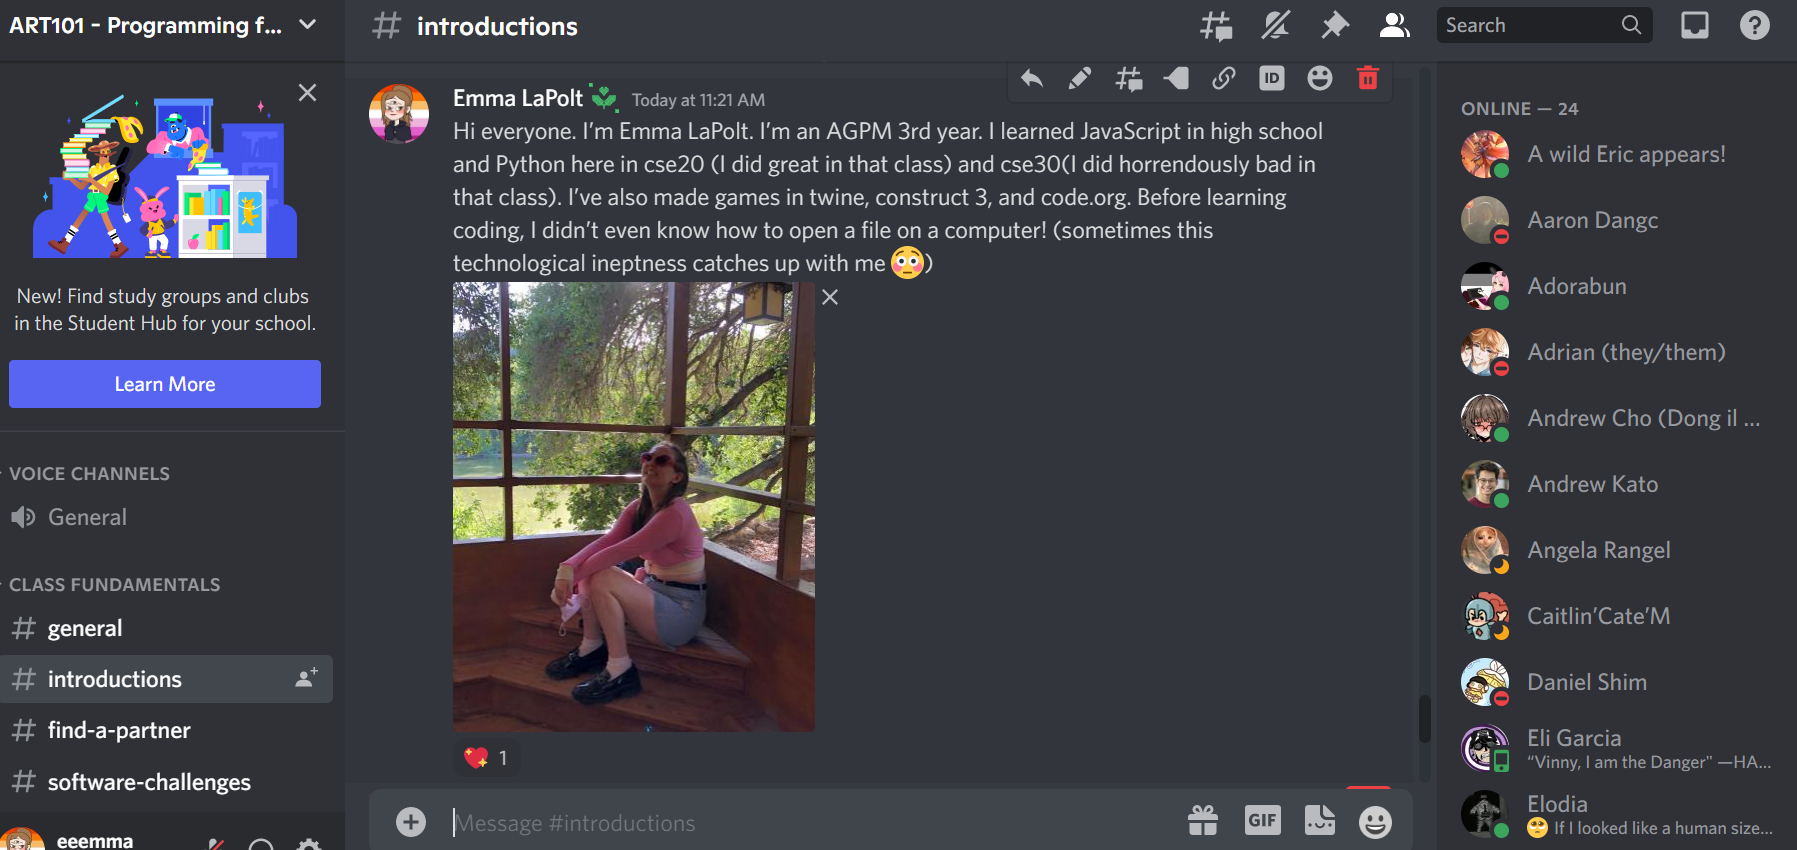 ART101 - Programming f...
New! Find study groups and clubs
in the Student Hub for your school.
Learn More
VOICE CHANNELS
General
CLASS FUNDAMENTALS
general
introductions
find-a-partner
software-challenges
eeemma
introductions
Search
Emma LaPolt Today at 11:21 AM
ID
Hi everyone. I'm Emma LaPolt. I'm an AGPM 3rd year. I learned JavaScript in high school
and Python here in cse20 (I did great in that class) and cse30(I did horrendously bad in
that class). I've also made games in twine, construct 3, and code.org. Before learning
coding, I didn't even know how to open a file on a computer! (sometimes this
technological ineptness catches up with me 😳)
💖 1
Message #introductions
GIF
ONLINE — 24
A wild Eric appears!
Aaron Dangc
Adorabun
Adrian (they/them)
Andrew Cho (Dong il ...
Andrew Kato
Angela Rangel
Caitlin'Cate'M
Daniel Shim
Eli Garcia
"Vinny, I am the Danger" —HA...
Elodia
🥺 If I looked like a human size...